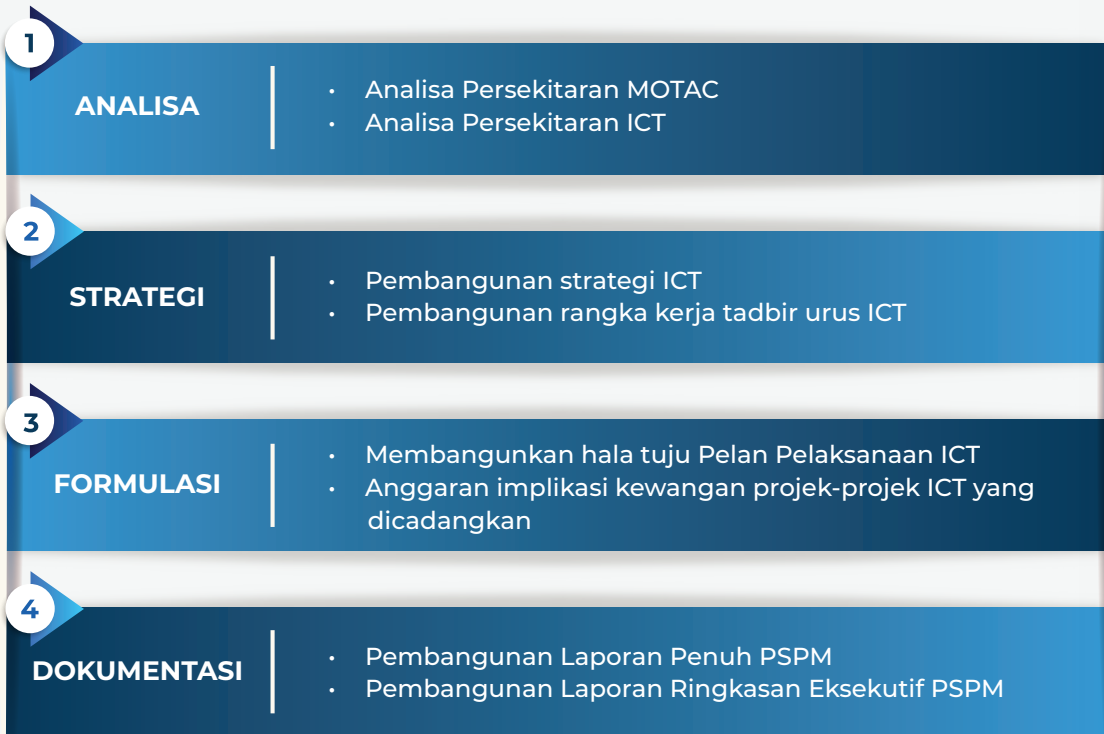 1
ANALISA
• Analisa Persekitaran MOTAC
• Analisa Persekitaran ICT
2
STRATEGI
• Pembangunan strategi ICT
• Pembangunan rangka kerja tadbir urus ICT
3
FORMULASI
• Membangunkan hala tuju Pelan Pelaksanaan ICT
• Anggaran implikasi kewangan projek-projek ICT yang
dicadangkan
4
DOKUMENTASI
• Pembangunan Laporan Penuh PSPM
• Pembangunan Laporan Ringkasan Eksekutif PSPM